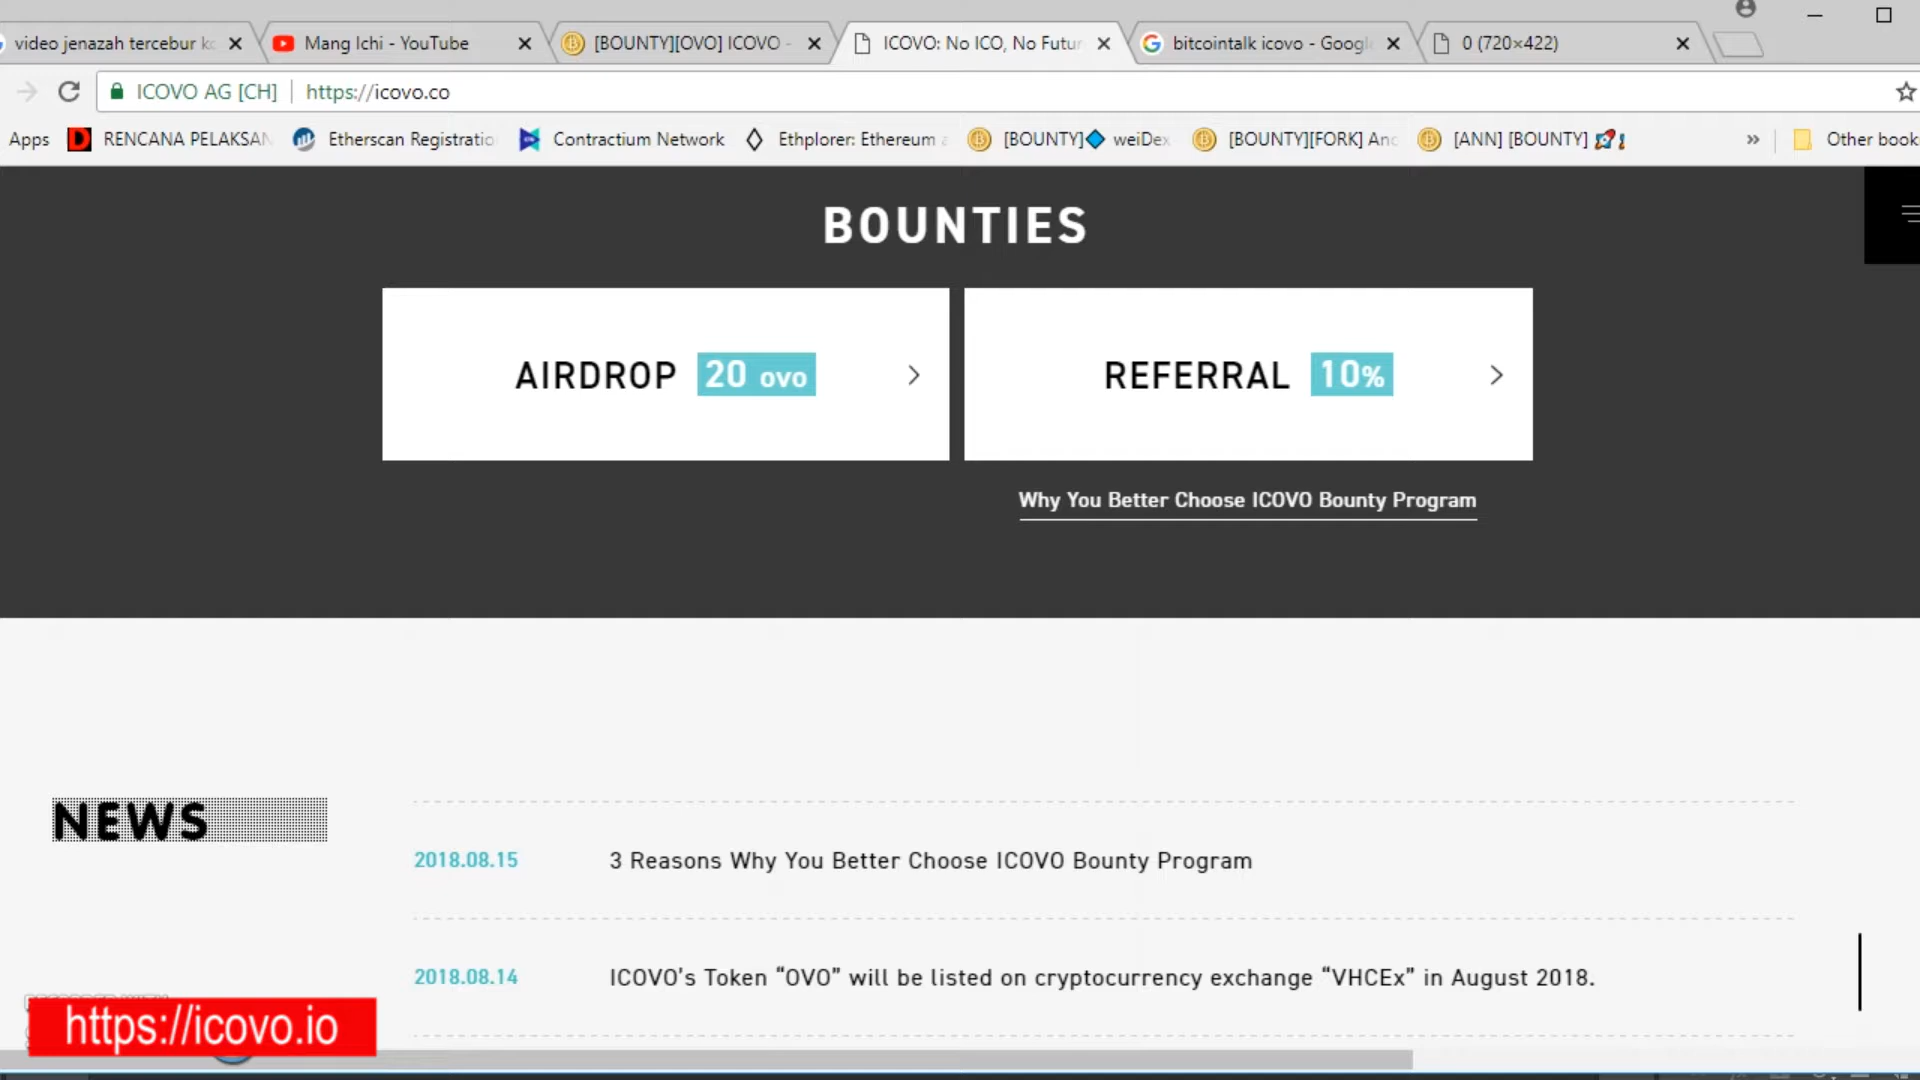 video jenazah tercebur k
Mang Ichi - YouTube
[BOUNTY][OVO] ICOVO -
ICOVO: No ICO, No Futur
bitcointalk icovo - Googl
0 (720×422)
ICOVO AG [CH]
https://icovo.co
Apps
RENCANA PELAKSAN
Etherscan Registratio
Contractium Network
Ethplorer: Ethereum
[BOUNTY]🔷 weiDex
[BOUNTY][FORK] And
[ANN] [BOUNTY] 🚀
»
Other book
BOUNTIES
AIRDROP 20 OVO
REFERRAL 10%
Why You Better Choose ICOVO Bounty Program
NEWS
2018.08.15 3 Reasons Why You Better Choose ICOVO Bounty Program
2018.08.14 ICOVO’s Token “OVO” will be listed on cryptocurrency exchange “VHCEx” in August 2018.
https://icovo.io